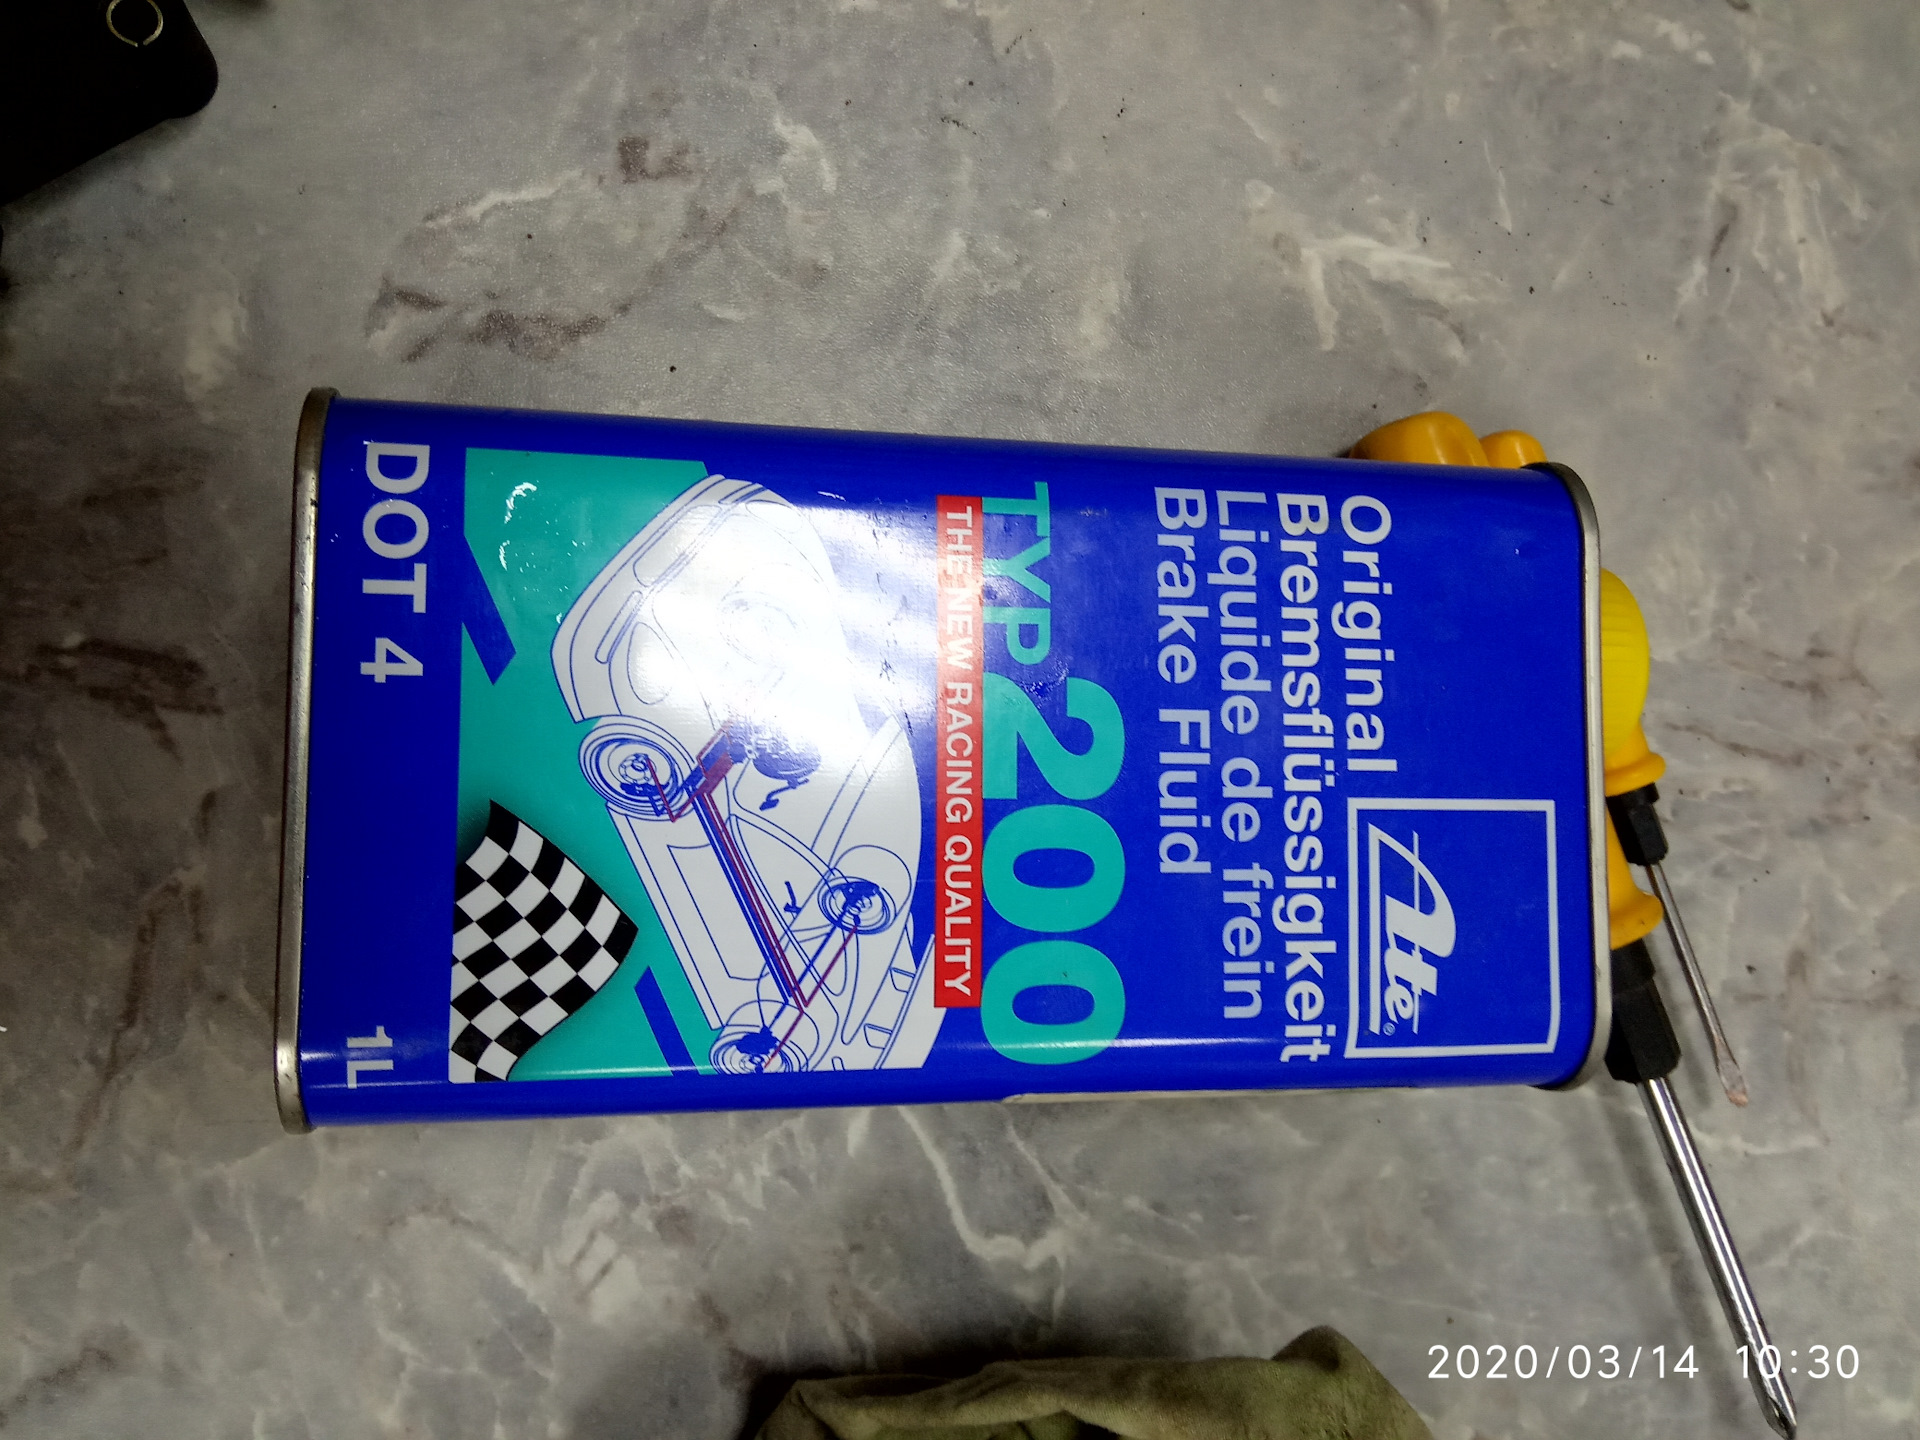 Ate®
Original
Bremsflüssigkeit
Liquide de frein
Brake Fluid
TYP 200
THE NEW RACING QUALITY
DOT 4
1L
2020/03/14 10:30